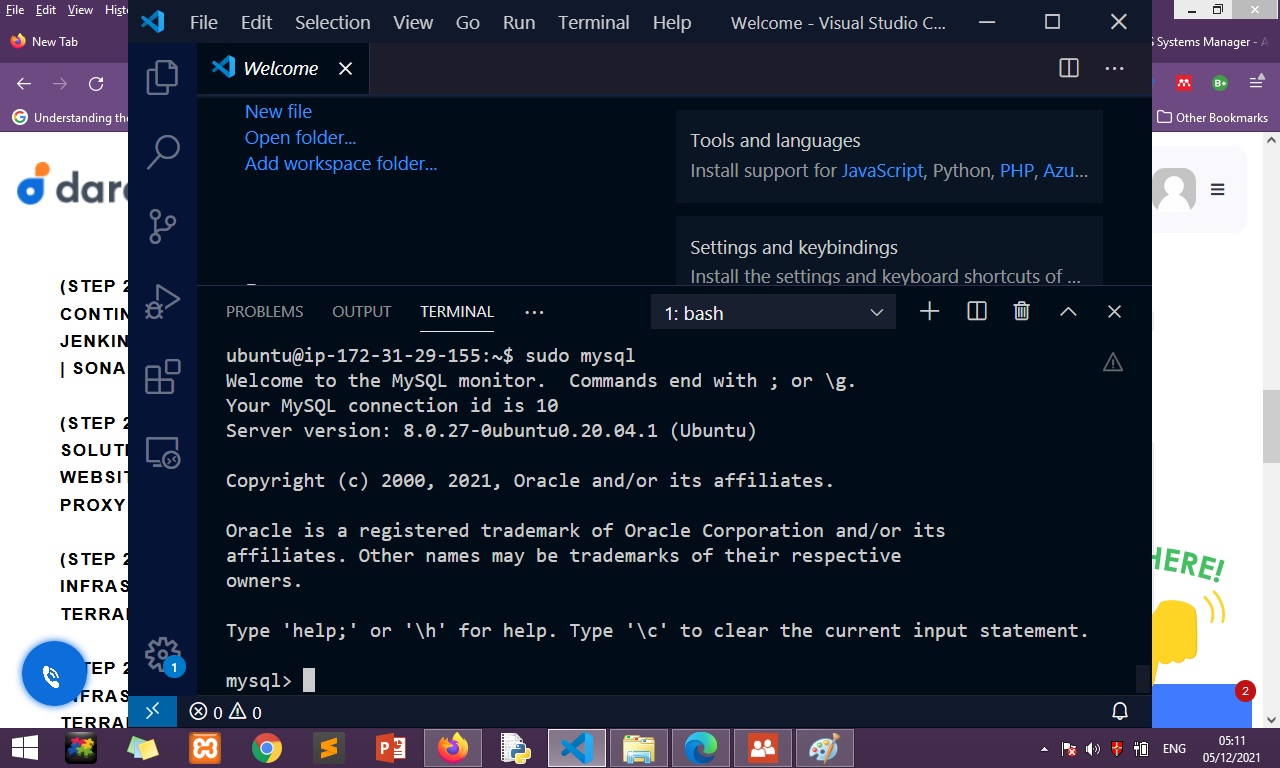 File Edit View
New Tab
Understanding
File Edit Selection View Go Run Terminal Help Welcome - Visual Studio C...
Welcome
New file
Open folder...
Add workspace folder...
Tools and languages
Install support for JavaScript, Python, PHP, Azu...
Settings and keybindings
Install the settings and keyboard shortcuts of ...
PROBLEMS OUTPUT TERMINAL ...
1: bash
ubuntu@ip-172-31-29-155:~$ sudo mysql
Welcome to the MySQL monitor.  Commands end with ; or \g.
Your MySQL connection id is 10
Server version: 8.0.27-0ubuntu0.20.04.1 (Ubuntu)
Copyright (c) 2000, 2021, Oracle and/or its affiliates.
Oracle is a registered trademark of Oracle Corporation and/or its
affiliates. Other names may be trademarks of their respective
owners.
Type 'help;' or '\h' for help. Type '\c' to clear the current input statement.
mysql>
1
0 0
Systems Manager -
B+
Other Bookmarks
(STEP 2
CONTIN
JENKIN
| SONA
(STEP 2
SOLUTI
WEBSIT
PROXY
(STEP 2
INFRAS
TERRA
TEP 2
NFRAS
TERRA
HERE!
2
ENG
05:11
05/12/2021